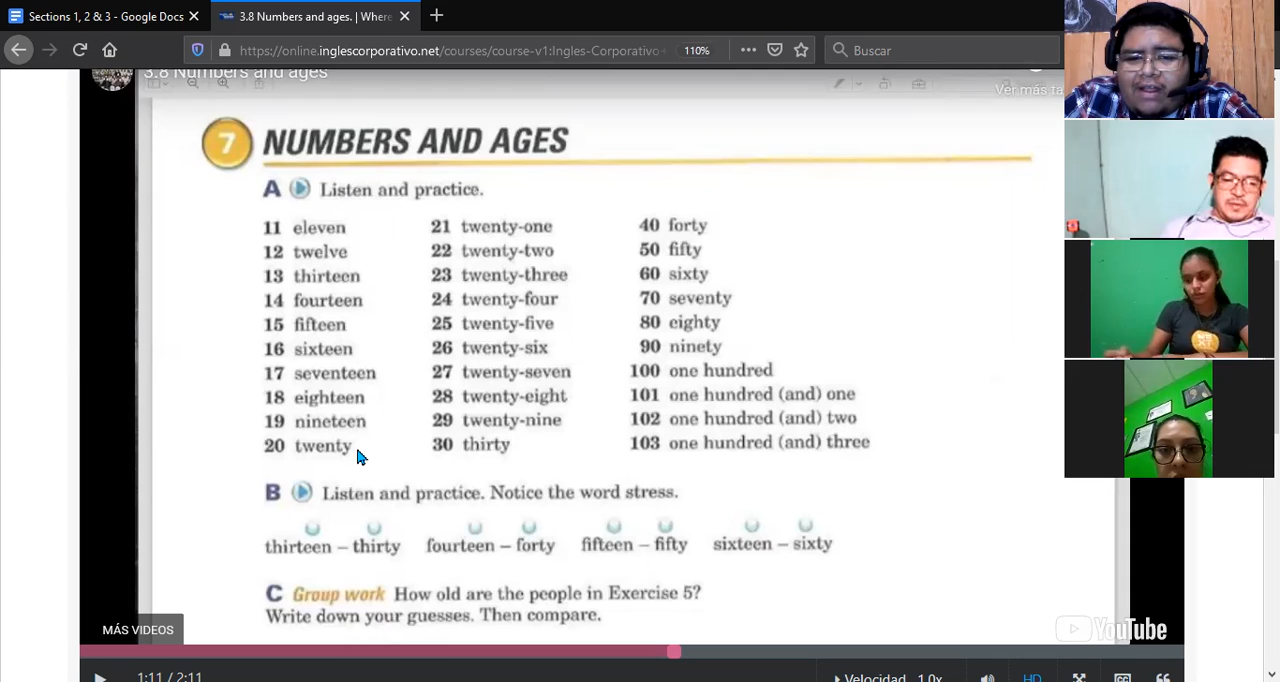 Sections 1, 2 & 3 - Google Docs
3.8 Numbers and ages. | Where
https://online.inglescorporativo.net/courses/course-v1:Ingles-Corporativo
110%
Buscar
3.8 Numbers and ages
Ver más ta
7 NUMBERS AND AGES
A Listen and practice.
11 eleven 21 twenty-one 40 forty
12 twelve 22 twenty-two 50 fifty
13 thirteen 23 twenty-three 60 sixty
14 fourteen 24 twenty-four 70 seventy
15 fifteen 25 twenty-five 80 eighty
16 sixteen 26 twenty-six 90 ninety
17 seventeen 27 twenty-seven 100 one hundred
18 eighteen 28 twenty-eight 101 one hundred (and) one
19 nineteen 29 twenty-nine 102 one hundred (and) two
20 twenty 30 thirty 103 one hundred (and) three
B Listen and practice. Notice the word stress.
thirteen – thirty fourteen – forty fifteen – fifty sixteen – sixty
C Group work How old are the people in Exercise 5?
Write down your guesses. Then compare.
MÁS VIDEOS
YouTube
1:11 / 2:11
Velocidad 1.0x
HD